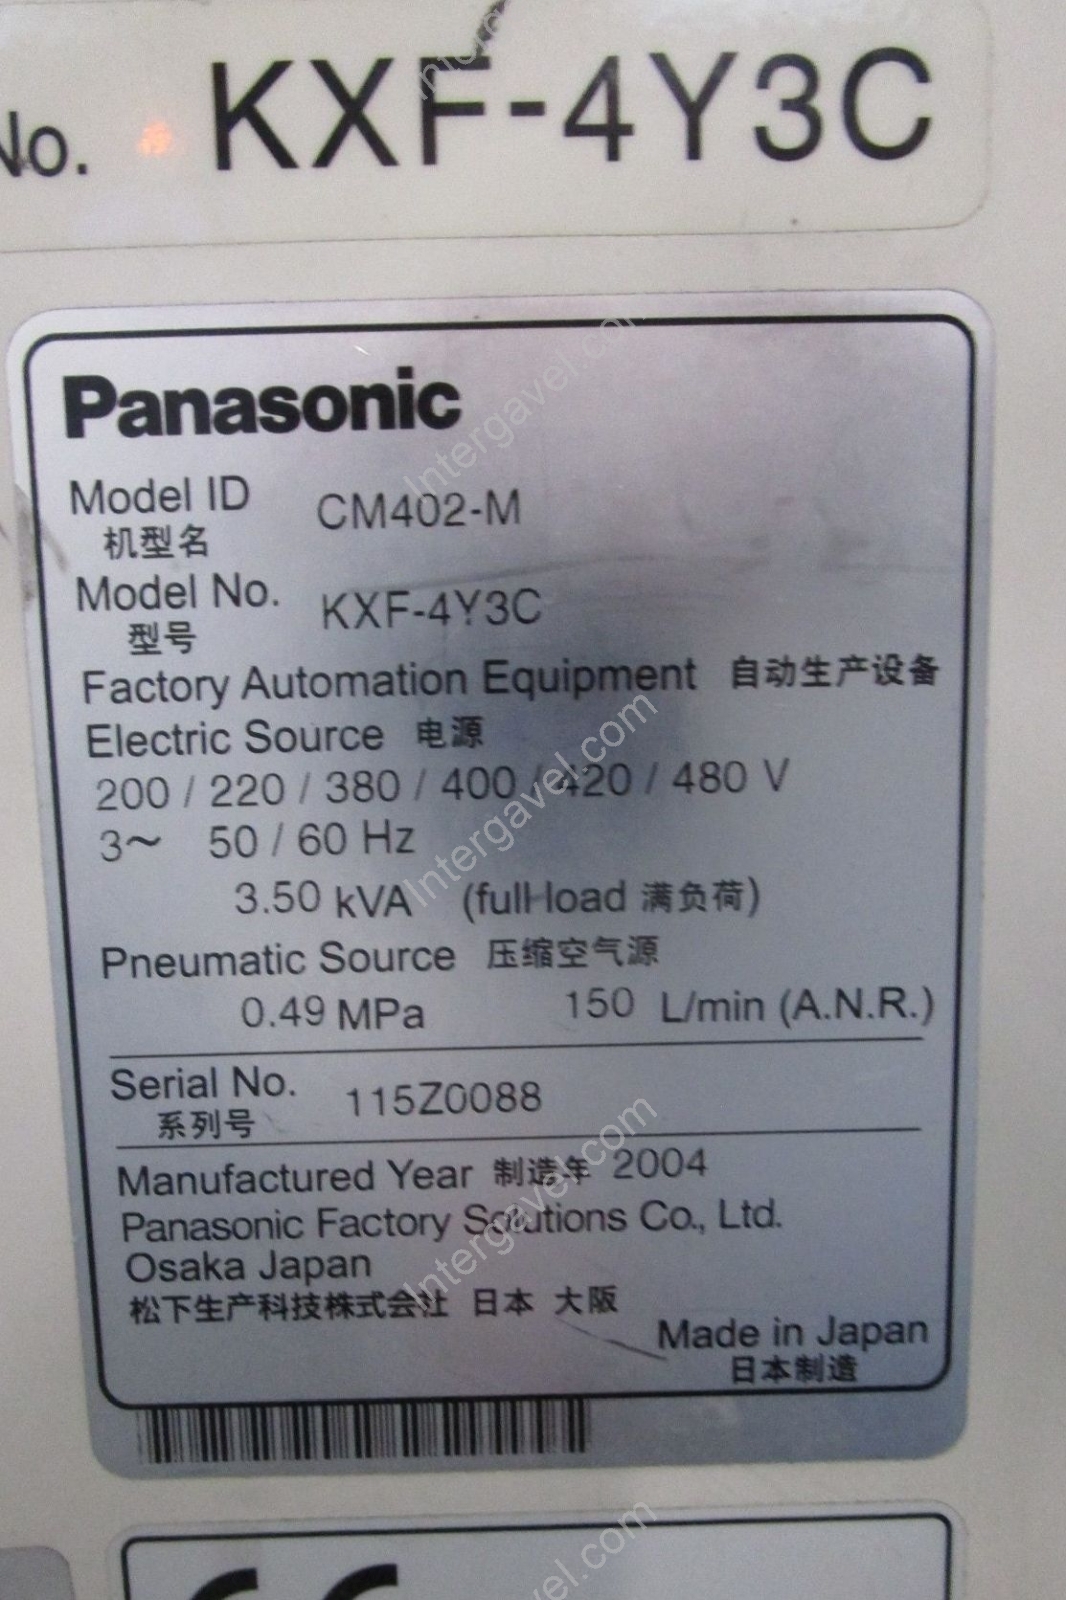 No. KXF-4Y3C
Panasonic
Model ID CM402-M
机型名
Model No. KXF-4Y3C
型号
Factory Automation Equipment 自动生产设备
Electric Source 电源
200 / 220 / 380 / 400 / 420 / 480 V
3~ 50 / 60 Hz
3.50 kVA (full-load 满负荷)
Pneumatic Source 压缩空气源
0.49 MPa 150 L/min (A.N.R.)
Serial No. 115Z0088
系列号
Manufactured Year 制造年 2004
Panasonic Factory Solutions Co., Ltd.
Osaka Japan
松下生产科技株式会社 日本 大阪
Made in Japan
日本制造
CE
Intergavel.com
Intergavel.com
Intergavel.com